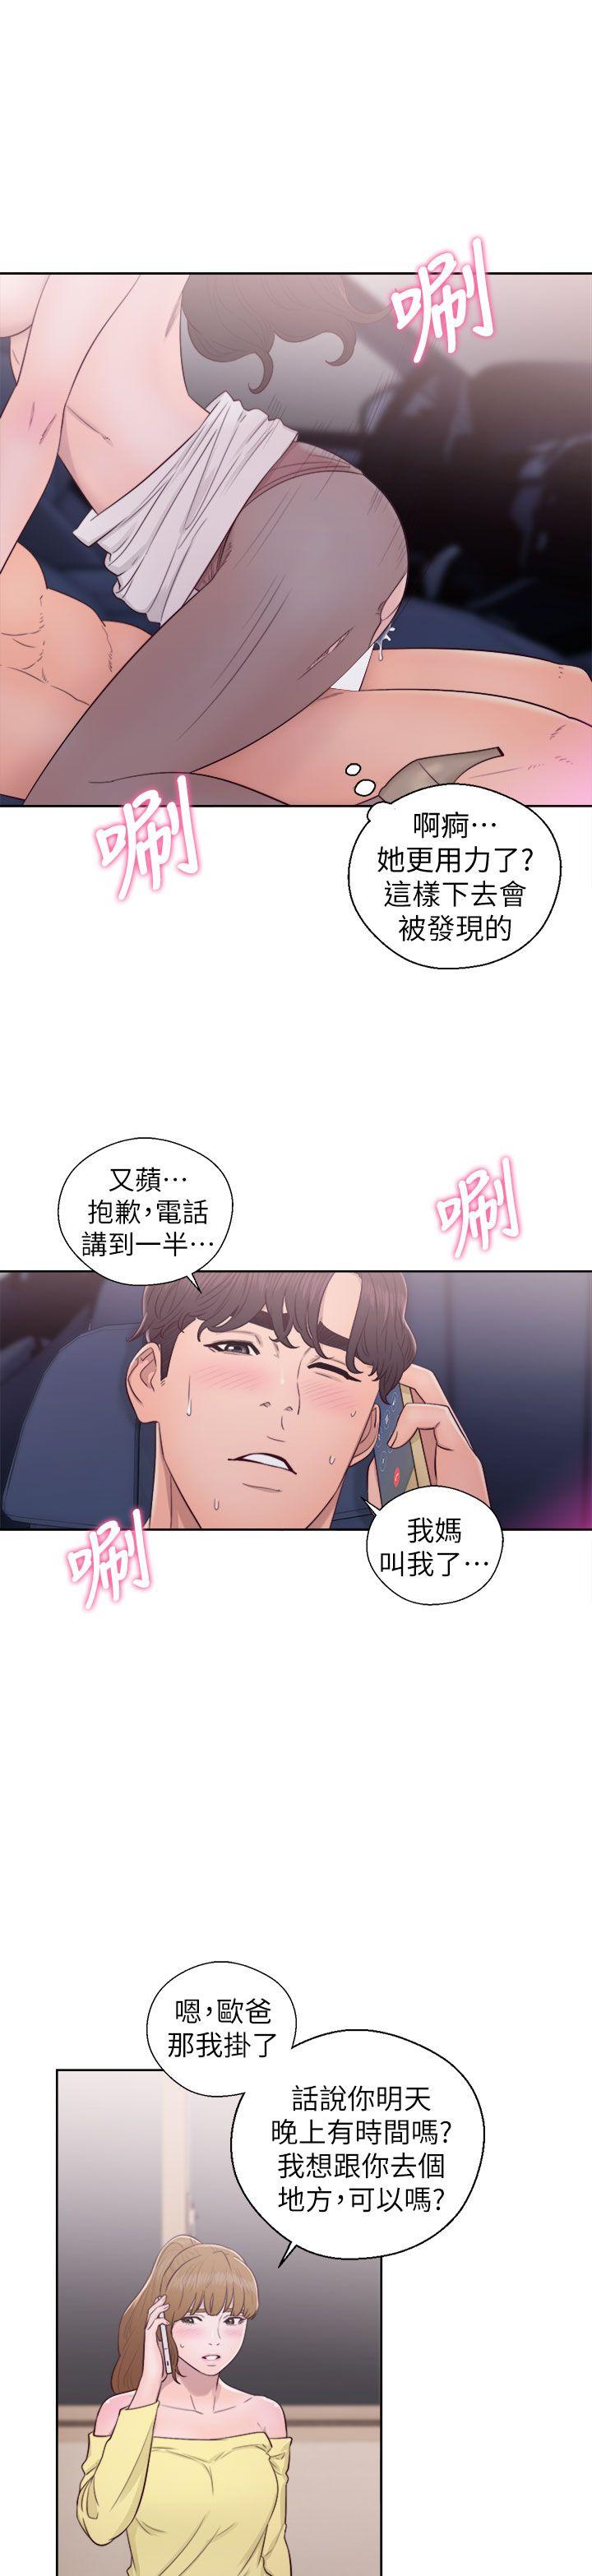 唰
唰
啊痾…
她更用力了?
這樣下去會
被發現的
又蘋…
抱歉，電話
講到一半…
唰
我媽
叫我了…
唰
嗯，歐爸
那我掛了
話說你明天
晚上有時間嗎?
我想跟你去個
地方，可以嗎?